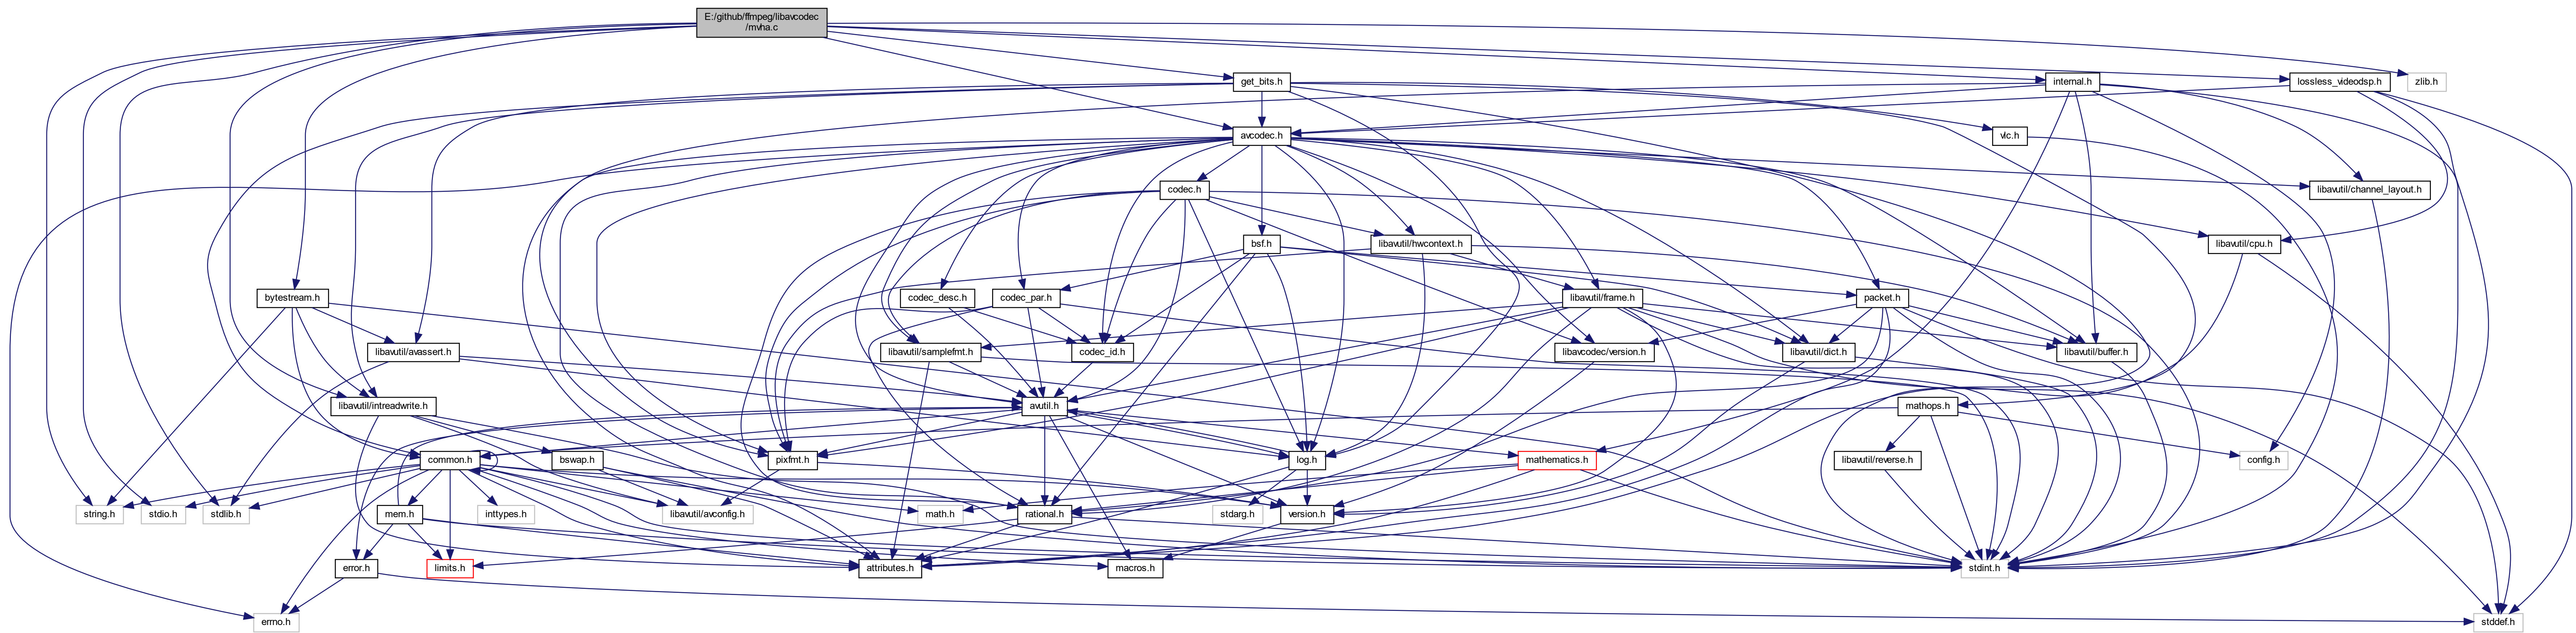 E:/github/ffmpeg/libavcodec
/mvha.c
get_bits.h
internal.h
lossless_videodsp.h
zlib.h
avcodec.h
vlc.h
codec.h
libavutil/channel_layout.h
bsf.h
libavutil/hwcontext.h
libavutil/cpu.h
bytestream.h
codec_desc.h
codec_par.h
libavutil/frame.h
packet.h
libavutil/avassert.h
libavutil/samplefmt.h
codec_id.h
libavcodec/version.h
libavutil/dict.h
libavutil/buffer.h
libavutil/intreadwrite.h
avutil.h
mathops.h
common.h
bswap.h
pixfmt.h
log.h
mathematics.h
libavutil/reverse.h
config.h
string.h
stdio.h
stdlib.h
mem.h
inttypes.h
libavutil/avconfig.h
math.h
rational.h
stdarg.h
version.h
error.h
limits.h
attributes.h
macros.h
stdint.h
errno.h
stddef.h